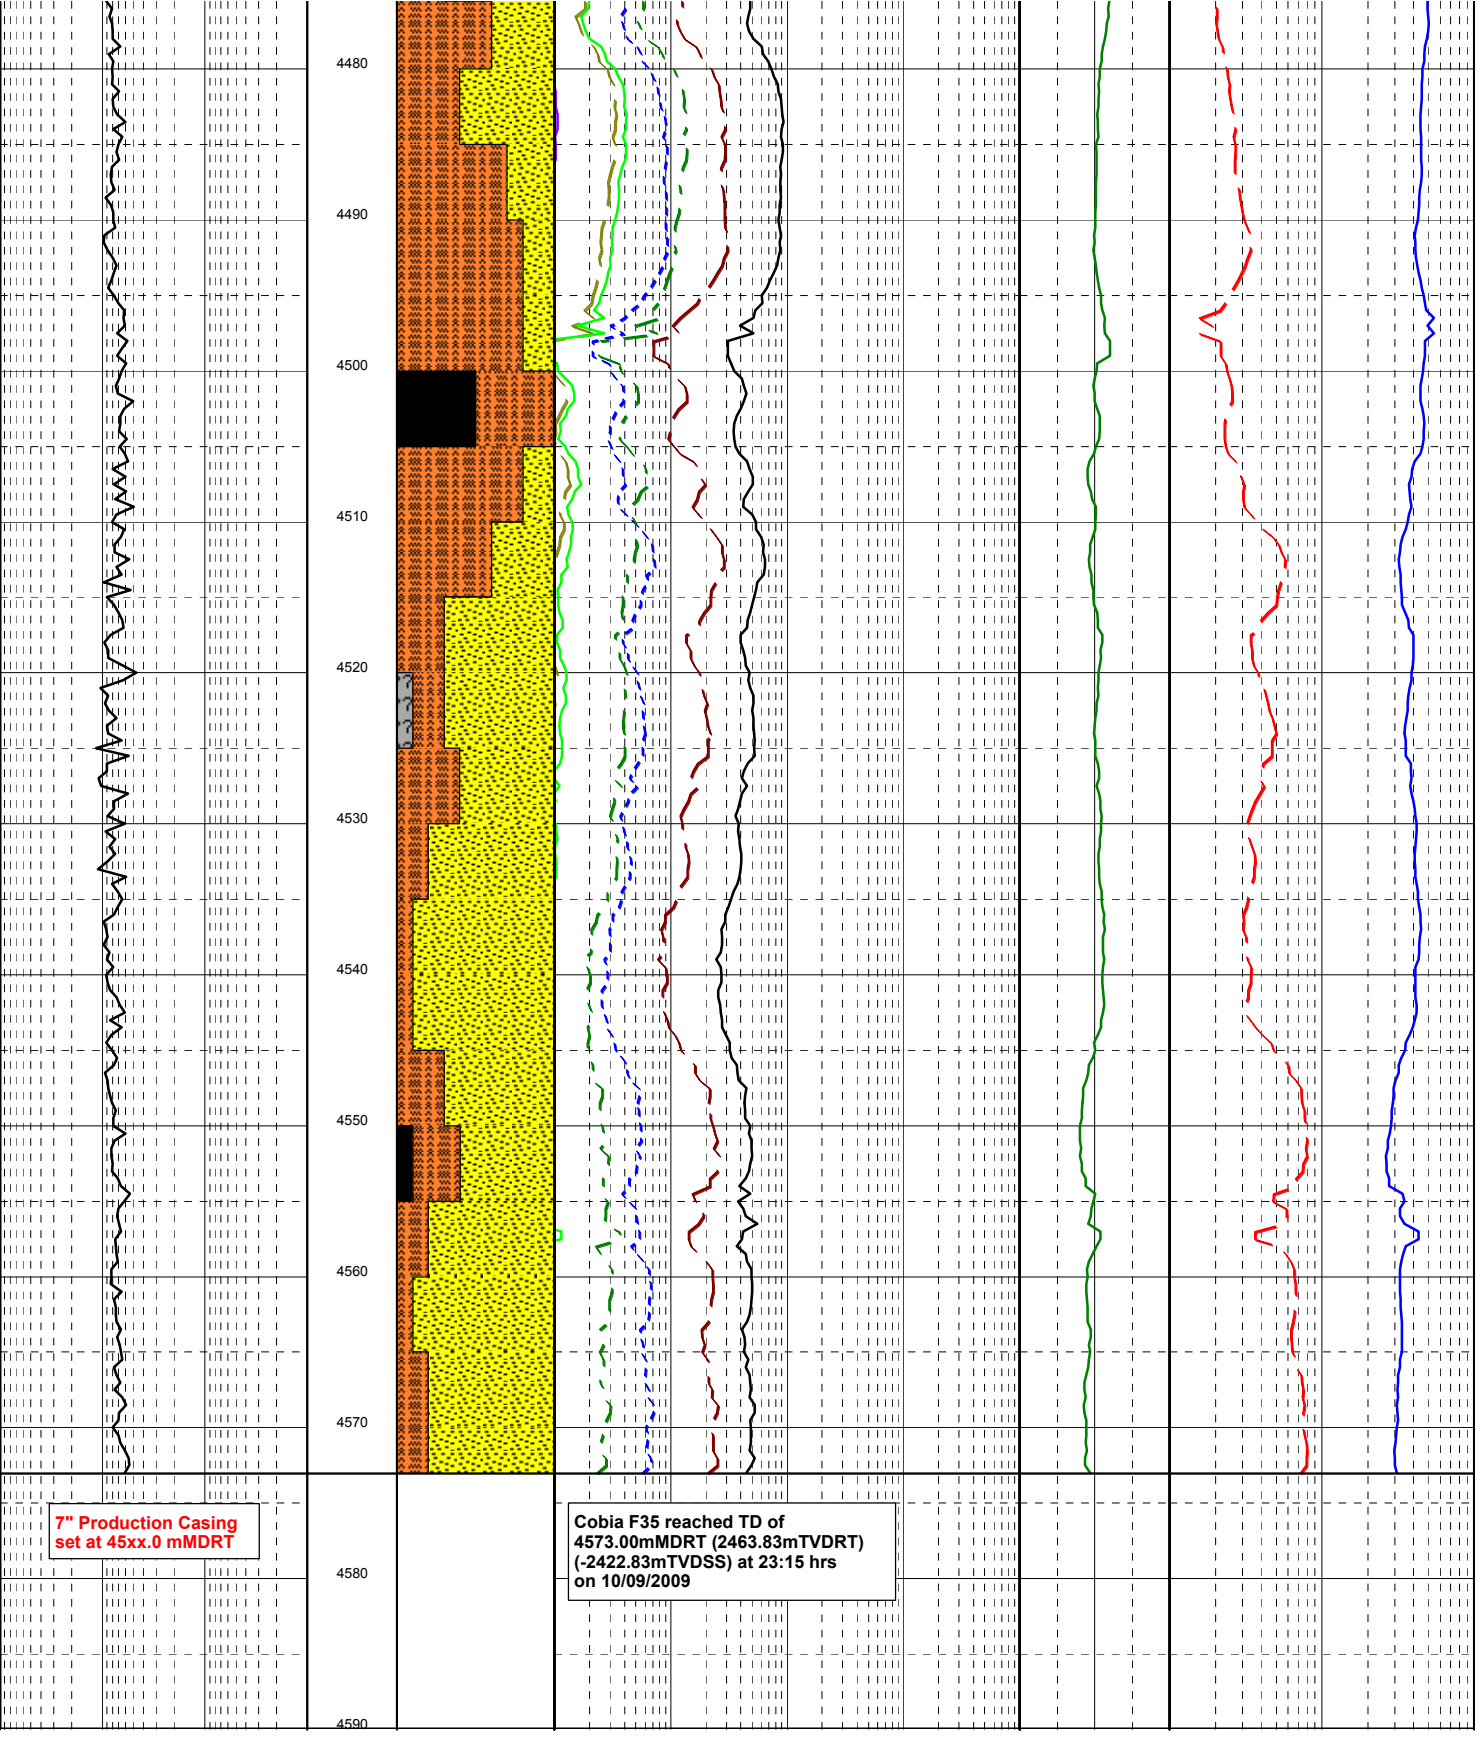 4480
4490
4500
4510
4520
4530
4540
4550
4560
4570
7" Production Casing
set at 45xx.0 mMDRT
Cobia F35 reached TD of
4573.00mMDRT (2463.83mTVDRT)
(-2422.83mTVDSS) at 23:15 hrs
on 10/09/2009
4580
4590